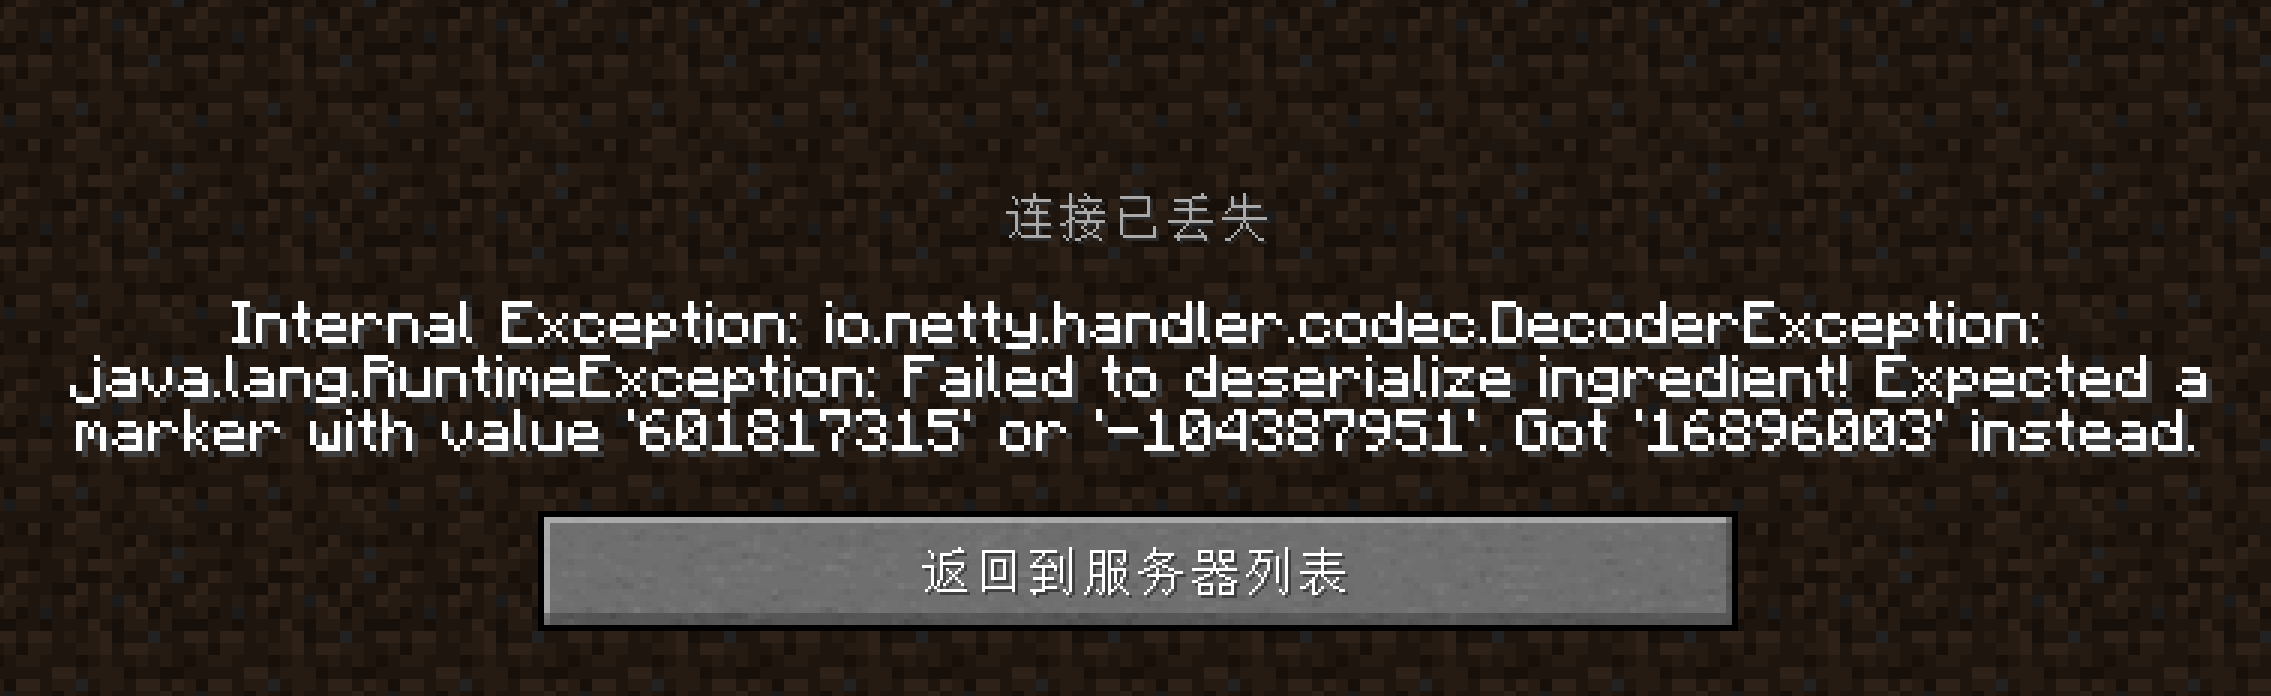 连接已丢失
Internal Exception: io.netty.handler.codec.DecoderException:
java.lang.RuntimeException: Failed to deserialize ingredient! Expected a
marker with value '601817315' or '-104387951'. Got '16896003' instead.
返回到服务器列表